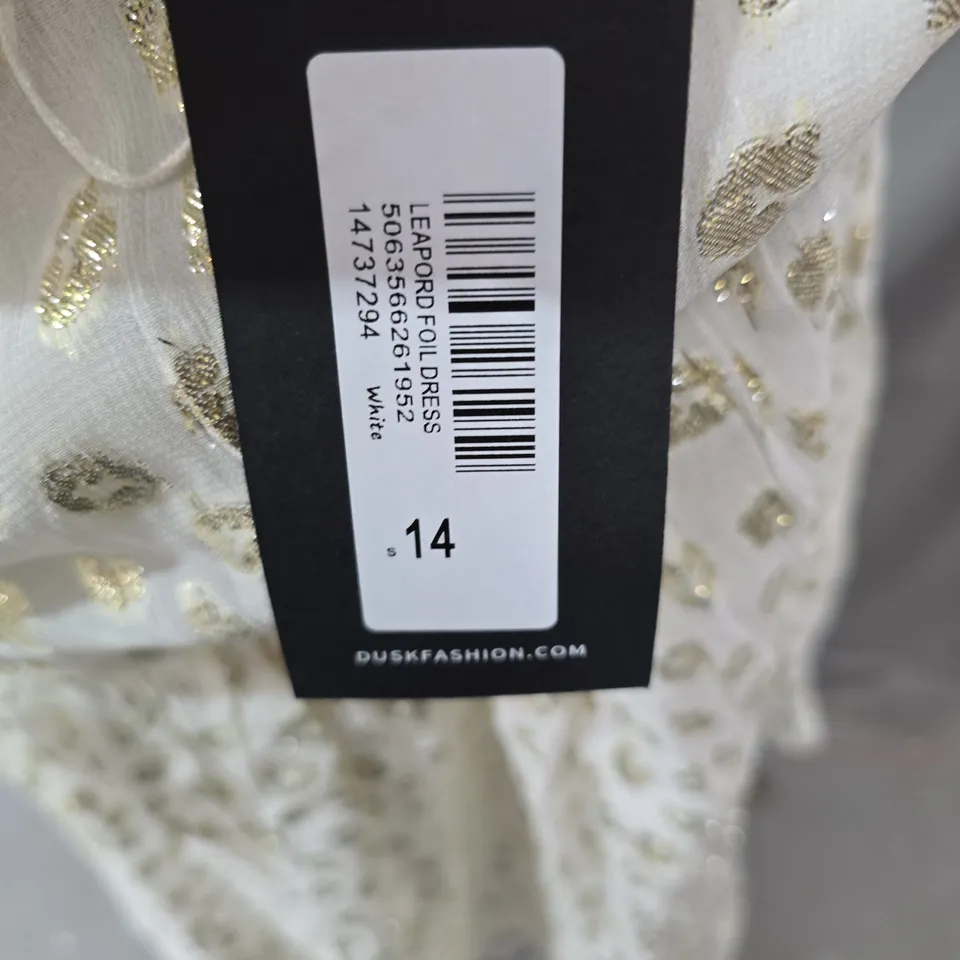 LEAPORD FOIL DRESS
5063566261952
14737294
White
14
S
DUSKFASHION.COM